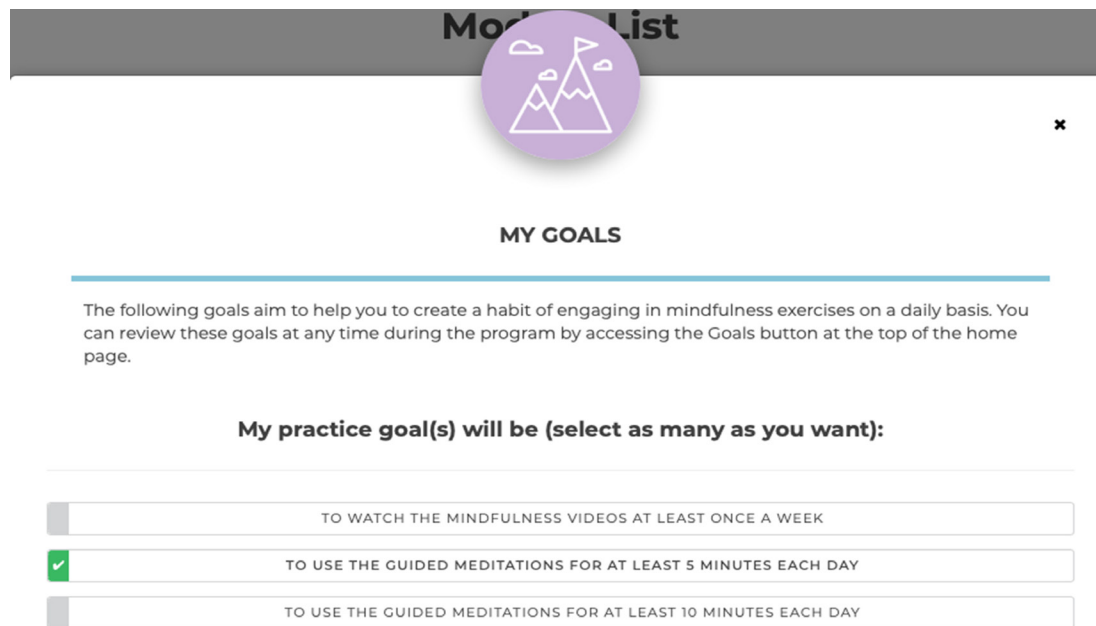 Mod List
MY GOALS
The following goals aim to help you to create a habit of engaging in mindfulness exercises on a daily basis. You
can review these goals at any time during the program by accessing the Goals button at the top of the home
page.
My practice goal(s) will be (select as many as you want):
TO WATCH THE MINDFULNESS VIDEOS AT LEAST ONCE A WEEK
TO USE THE GUIDED MEDITATIONS FOR AT LEAST 5 MINUTES EACH DAY
TO USE THE GUIDED MEDITATIONS FOR AT LEAST 10 MINUTES EACH DAY